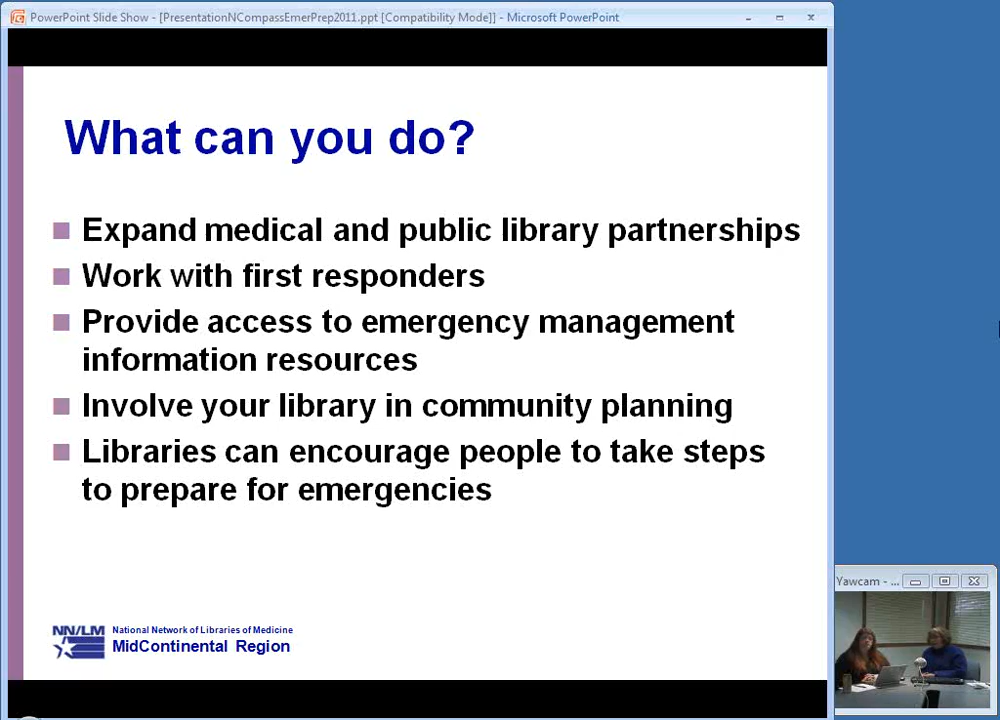 PowerPoint Slide Show - [PresentationNCompassEmerPrep2011.ppt [Compatibility Mode]] - Microsoft PowerPoint
What can you do?
Expand medical and public library partnerships
Work with first responders
Provide access to emergency management
information resources
Involve your library in community planning
Libraries can encourage people to take steps
to prepare for emergencies
NN/LM
National Network of Libraries of Medicine
MidContinental Region
Yawcam - ...